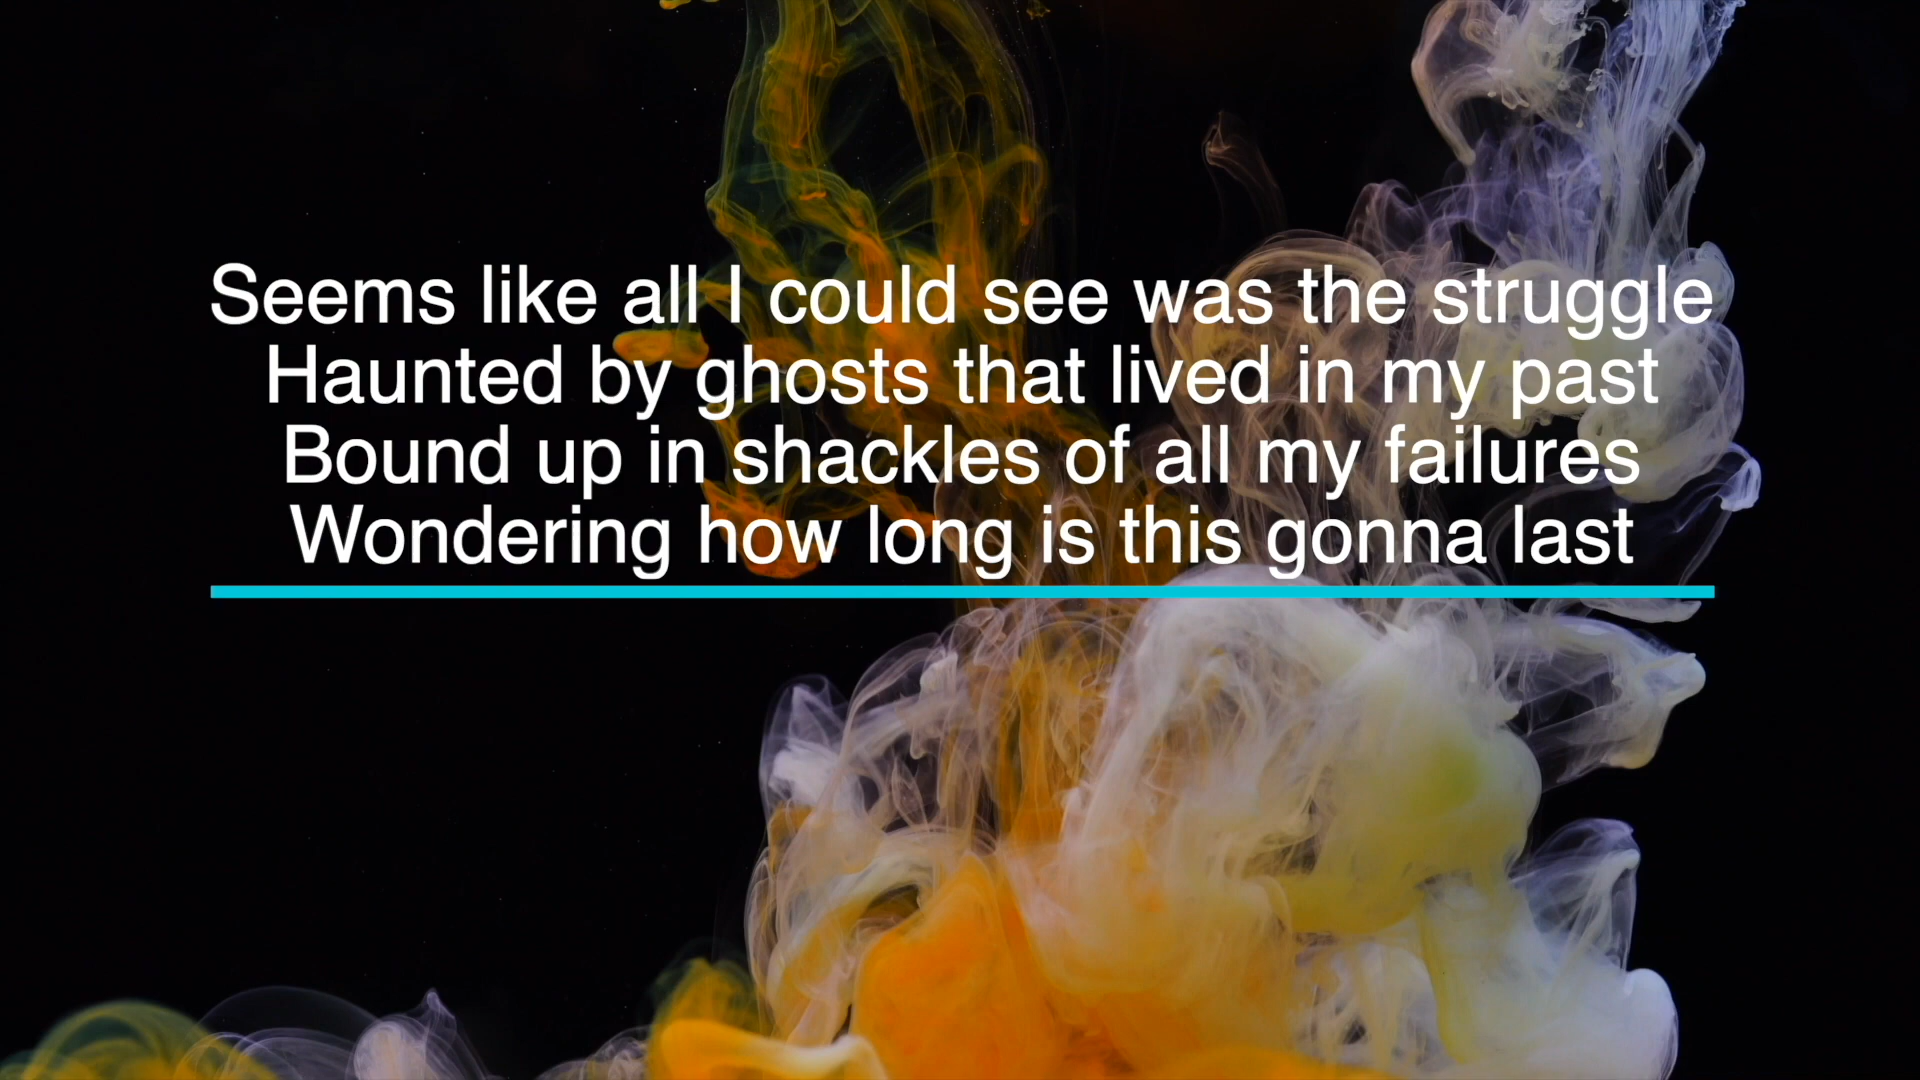 Seems like all I could see was the struggle
Haunted by ghosts that lived in my past
Bound up in shackles of all my failures
Wondering how long is this gonna last